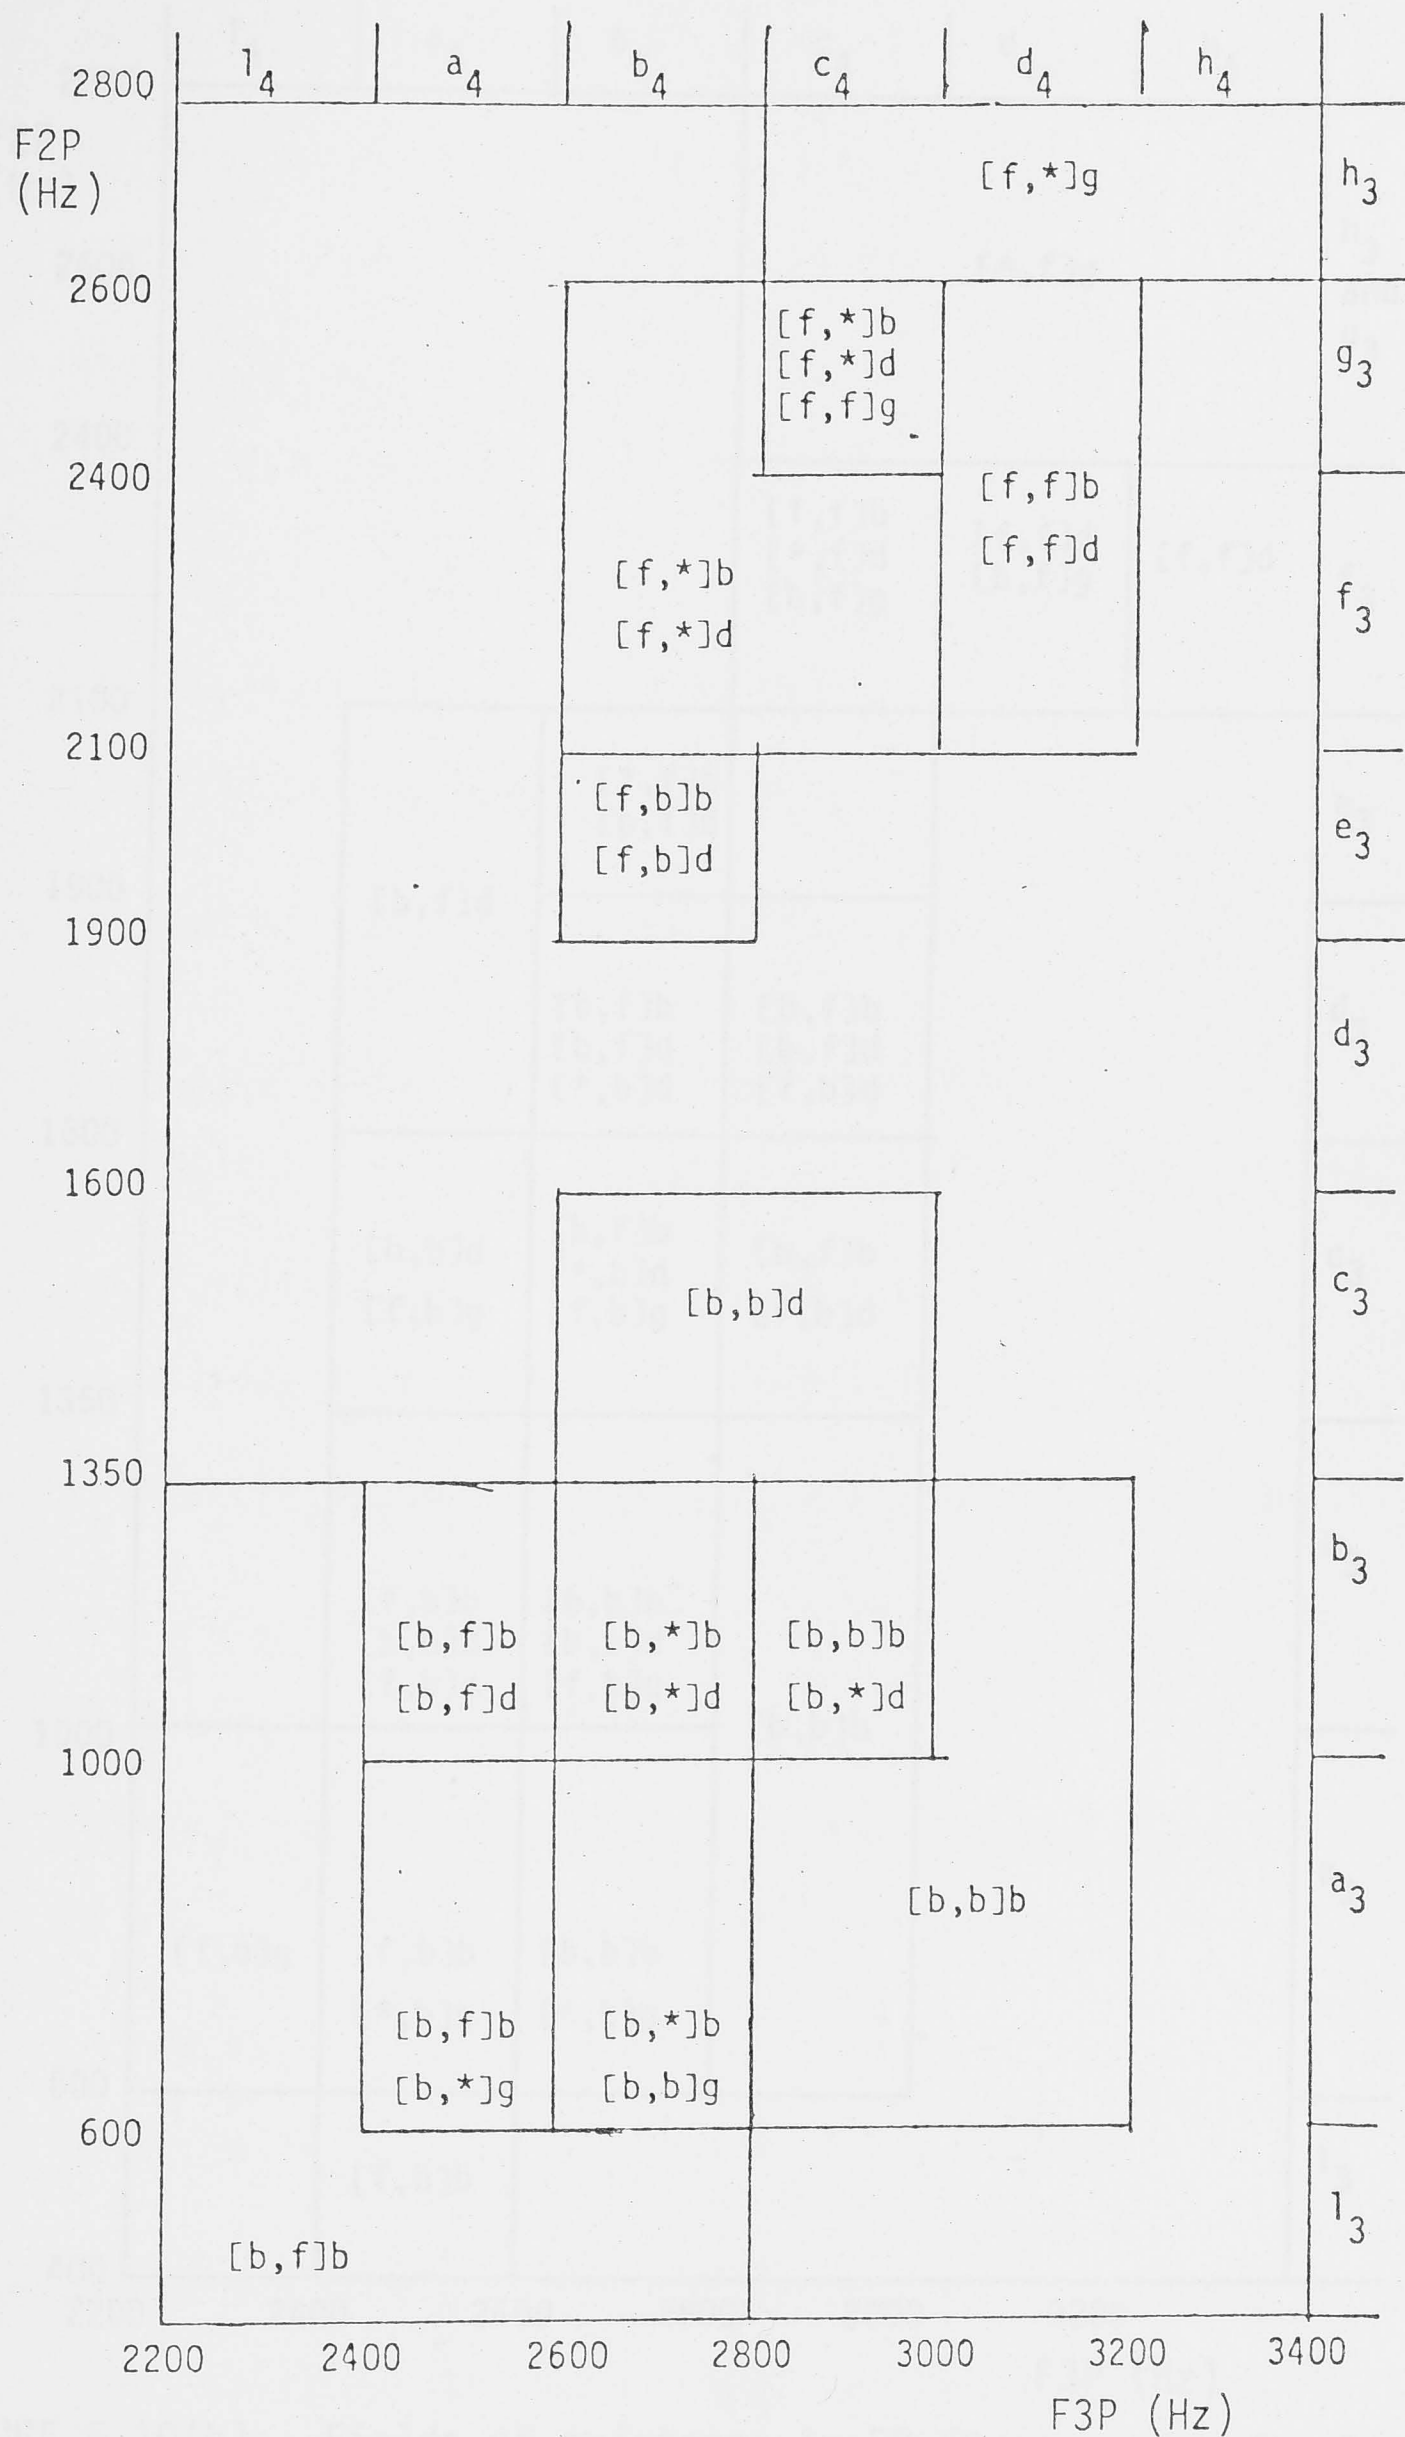 l4 a4 b4 c4 d4 h4
2800
F2P
(Hz)
[f,*]g h3
2600
[f,*]b
[f,*]d g3
[f,f]g
2400
[f,f]b
[f,f]d
[f,*]b
[f,*]d f3
2100
[f,b]b
[f,b]d e3
1900
d3
1600
[b,b]d c3
1350
b3
[b,f]b [b,*]b [b,b]b
[b,f]d [b,*]d [b,*]d
1000
[b,b]b a3
[b,f]b [b,*]b
[b,*]g [b,b]g
600
l3
[b,f]b
2200 2400 2600 2800 3000 3200 3400
F3P (Hz)